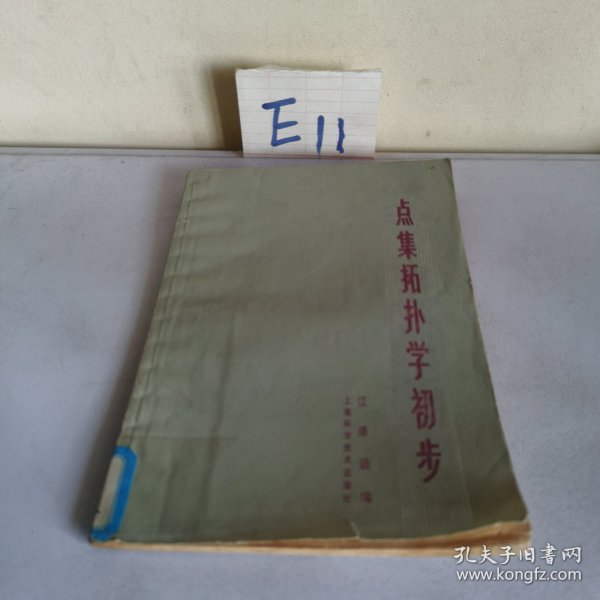 E11
点集拓扑学初步
江泽涵编
上海科学技术出版社
孔夫子旧书网
www.kongfz.com